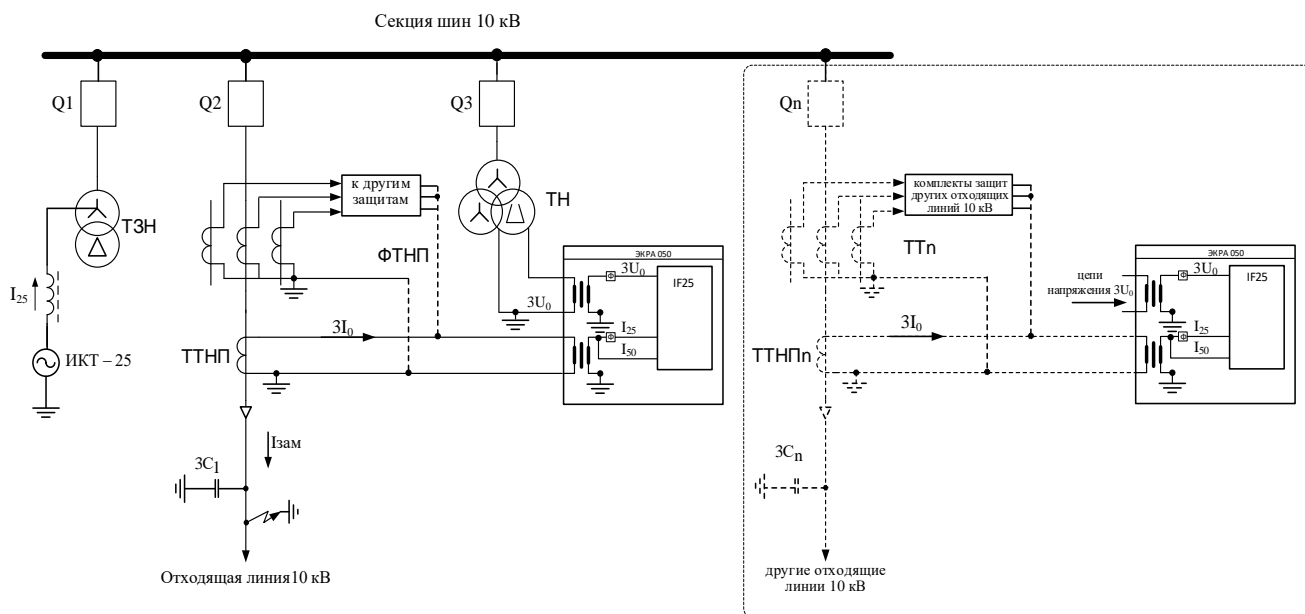 Секция шин 10 кВ
Q1
Q2
Q3
Qn
ТЗН
I25
ИКТ – 25
к другим
защитам
ФТНП
ТН
ЭКРА 050
3U0
3U0
IF25
I25
I50
3I0
ТТНП
Iзам
3C1
Отходящая линия10 кВ
комплекты защит
других отходящих
линий 10 кВ
ТТn
цепи
напряжения 3U0
ЭКРА 050
3U0
IF25
I25
I50
3I0
ТТНПn
3Cn
другие отходящие
линии 10 кВ